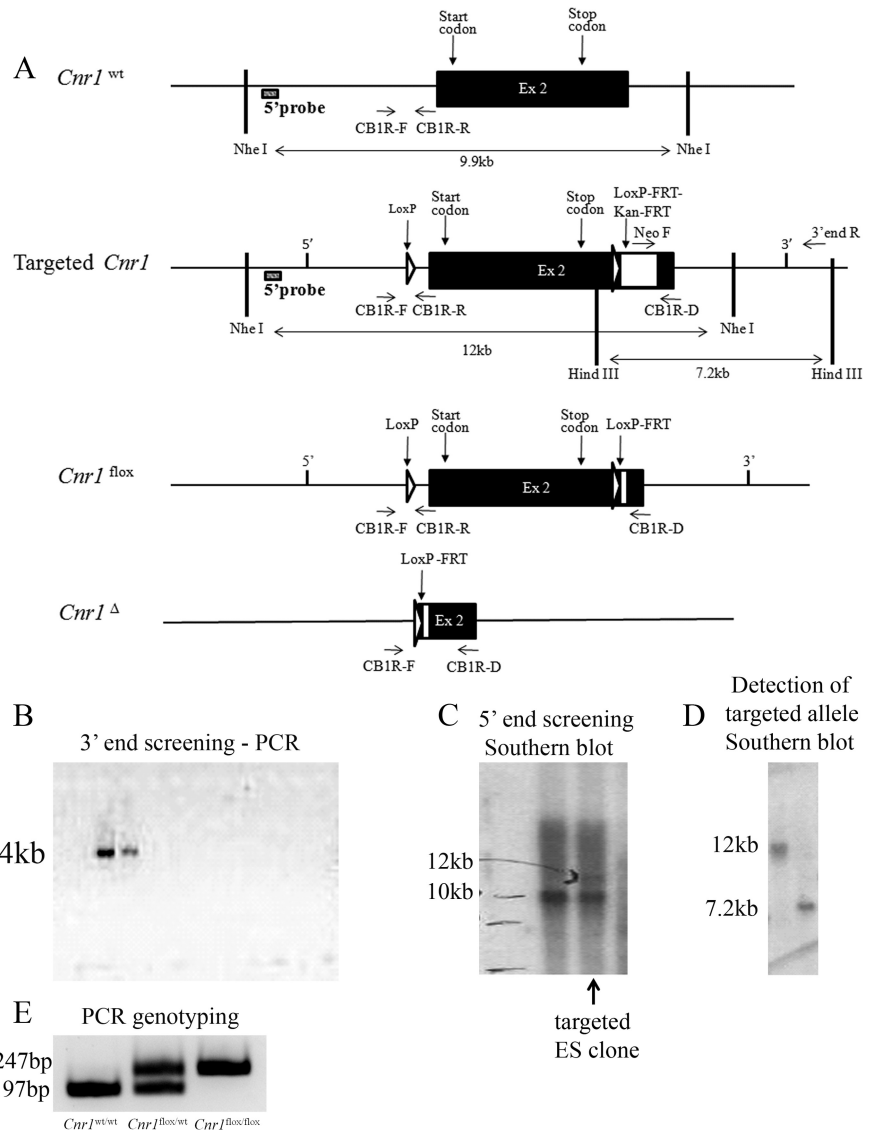 A
Cnr1 wt
Start codon
Stop codon
Ex 2
5'probe
CB1R-F
CB1R-R
Nhe I
9.9kb
Nhe I
Targeted Cnr1
5'
LoxP
Start codon
Stop codon
LoxP-FRT-
Kan-FRT
Neo F
3'
3'end R
Ex 2
5'probe
CB1R-F
CB1R-R
CB1R-D
Nhe I
12kb
Nhe I
Hind III
7.2kb
Hind III
Cnr1 flox
5'
LoxP
Start codon
Stop codon
LoxP-FRT
3'
Ex 2
CB1R-F
CB1R-R
CB1R-D
LoxP-FRT
Cnr1 Δ
Ex 2
CB1R-F
CB1R-D
B
3' end screening - PCR
4kb
C
5' end screening
Southern blot
12kb
10kb
targeted
ES clone
D
Detection of
targeted allele
Southern blot
12kb
7.2kb
E
PCR genotyping
247bp
97bp
Cnr1wt/wt
Cnr1flox/wt
Cnr1flox/flox